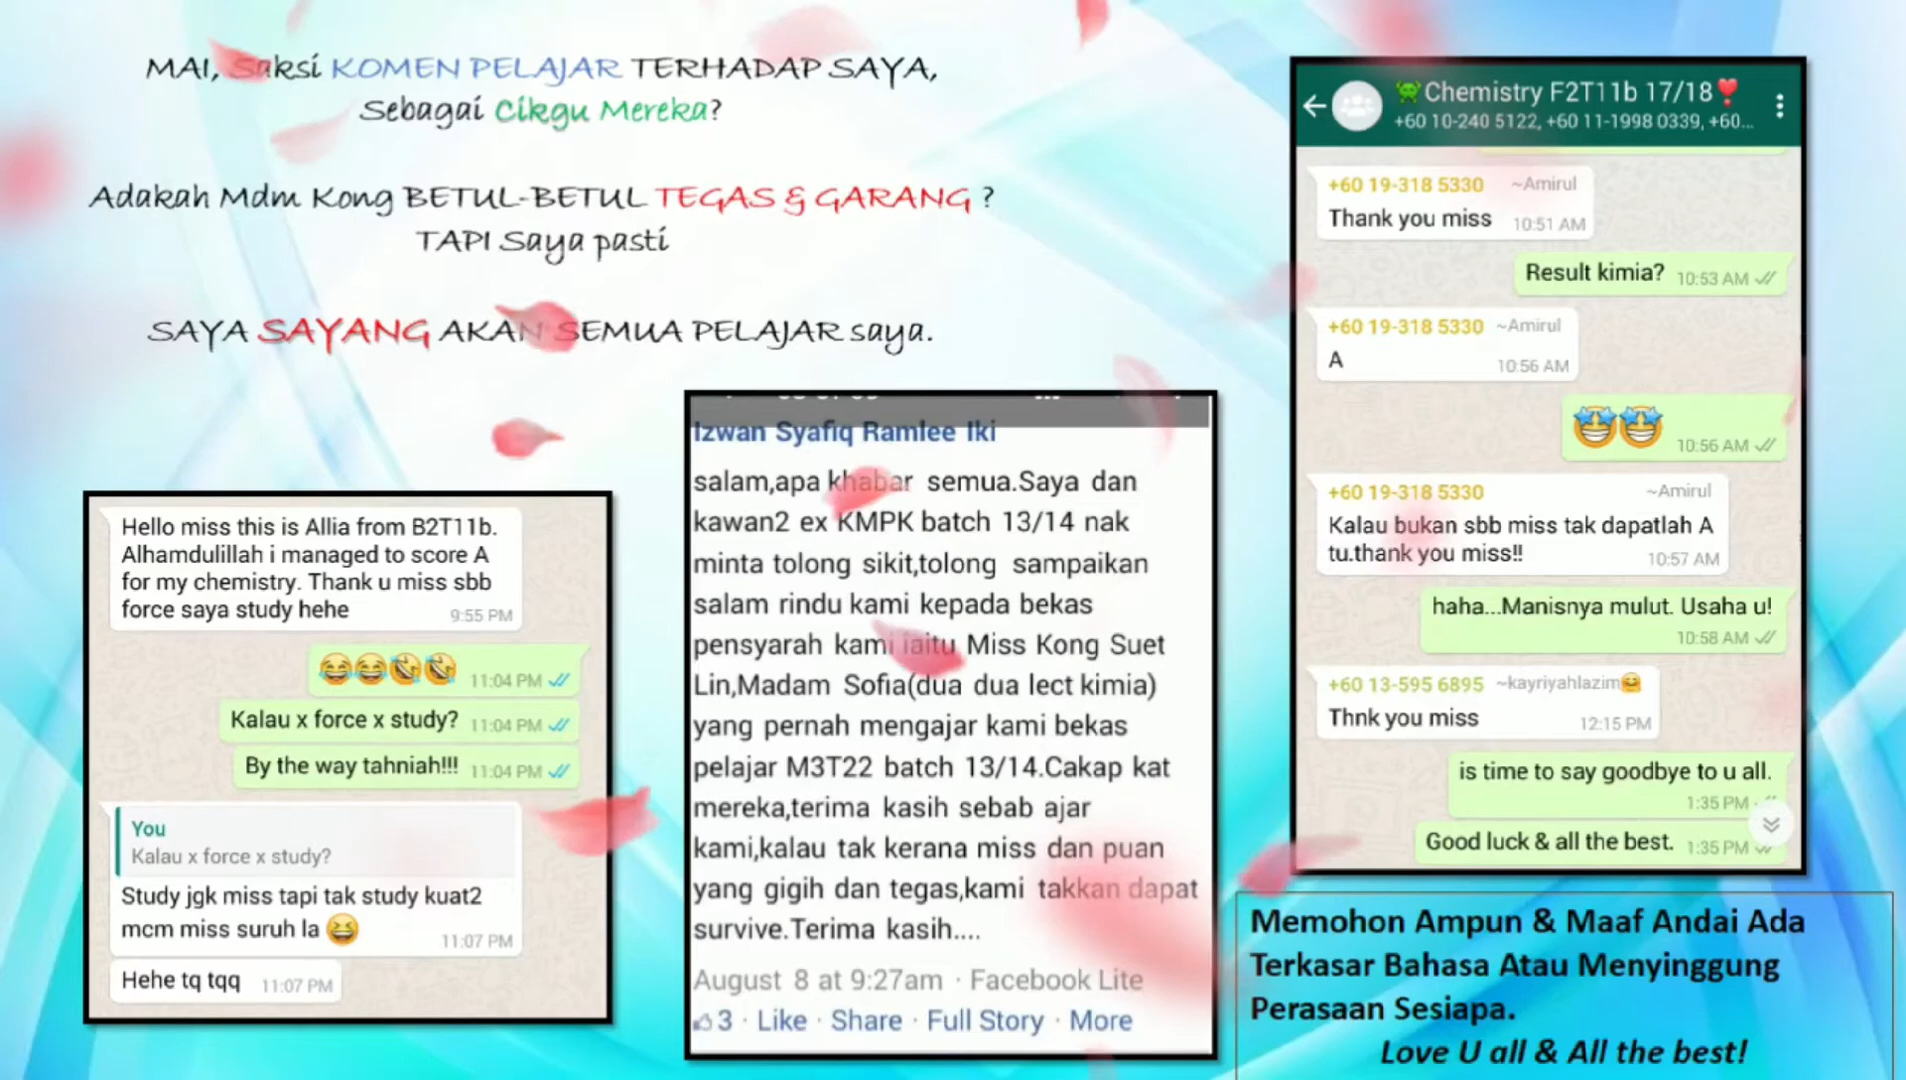 MAI, Saksi KOMEN PELAJAR TERHADAP SAYA,
Sebagai Cikgu Mereka?
Adakah Mdm Kong BETUL-BETUL TEGAS & GARANG ?
TAPI Saya pasti
SAYA SAYANG AKAN SEMUA PELAJAR saya.
Hello miss this is Allia from B2T11b.
Alhamdulillah i managed to score A
for my chemistry. Thank u miss sbb
force saya study hehe
9:55 PM
😂😂🤣🤣 11:04 PM
Kalau x force x study? 11:04 PM
By the way tahniah!!! 11:04 PM
You
Kalau x force x study?
Study jgk miss tapi tak study kuat2
mcm miss suruh la 😆
11:07 PM
Hehe tq tqq 11:07 PM
Izwan Syafiq Ramlee Iki
salam,apa khabar semua.Saya dan
kawan2 ex KMPK batch 13/14 nak
minta tolong sikit,tolong sampaikan
salam rindu kami kepada bekas
pensyarah kami iaitu Miss Kong Suet
Lin,Madam Sofia(dua dua lect kimia)
yang pernah mengajar kami bekas
pelajar M3T22 batch 13/14.Cakap kat
mereka,terima kasih sebab ajar
kami,kalau tak kerana miss dan puan
yang gigih dan tegas,kami takkan dapat
survive.Terima kasih....
August 8 at 9:27am · Facebook Lite
3 · Like · Share · Full Story · More
Chemistry F2T11b 17/18❣
+60 10-240 5122, +60 11-1998 0339, +60...
+60 19-318 5330 ~Amirul
Thank you miss 10:51 AM
Result kimia? 10:53 AM
+60 19-318 5330 ~Amirul
A 10:56 AM
🤩🤩 10:56 AM
+60 19-318 5330 ~Amirul
Kalau bukan sbb miss tak dapatlah A
tu.thank you miss!! 10:57 AM
haha...Manisnya mulut. Usaha u!
10:58 AM
+60 13-595 6895 ~kayriyahlazim🤗
Thnk you miss 12:15 PM
is time to say goodbye to u all.
1:35 PM
Good luck & all the best. 1:35 PM
Memohon Ampun & Maaf Andai Ada
Terkasar Bahasa Atau Menyinggung
Perasaan Sesiapa.
Love U all & All the best!